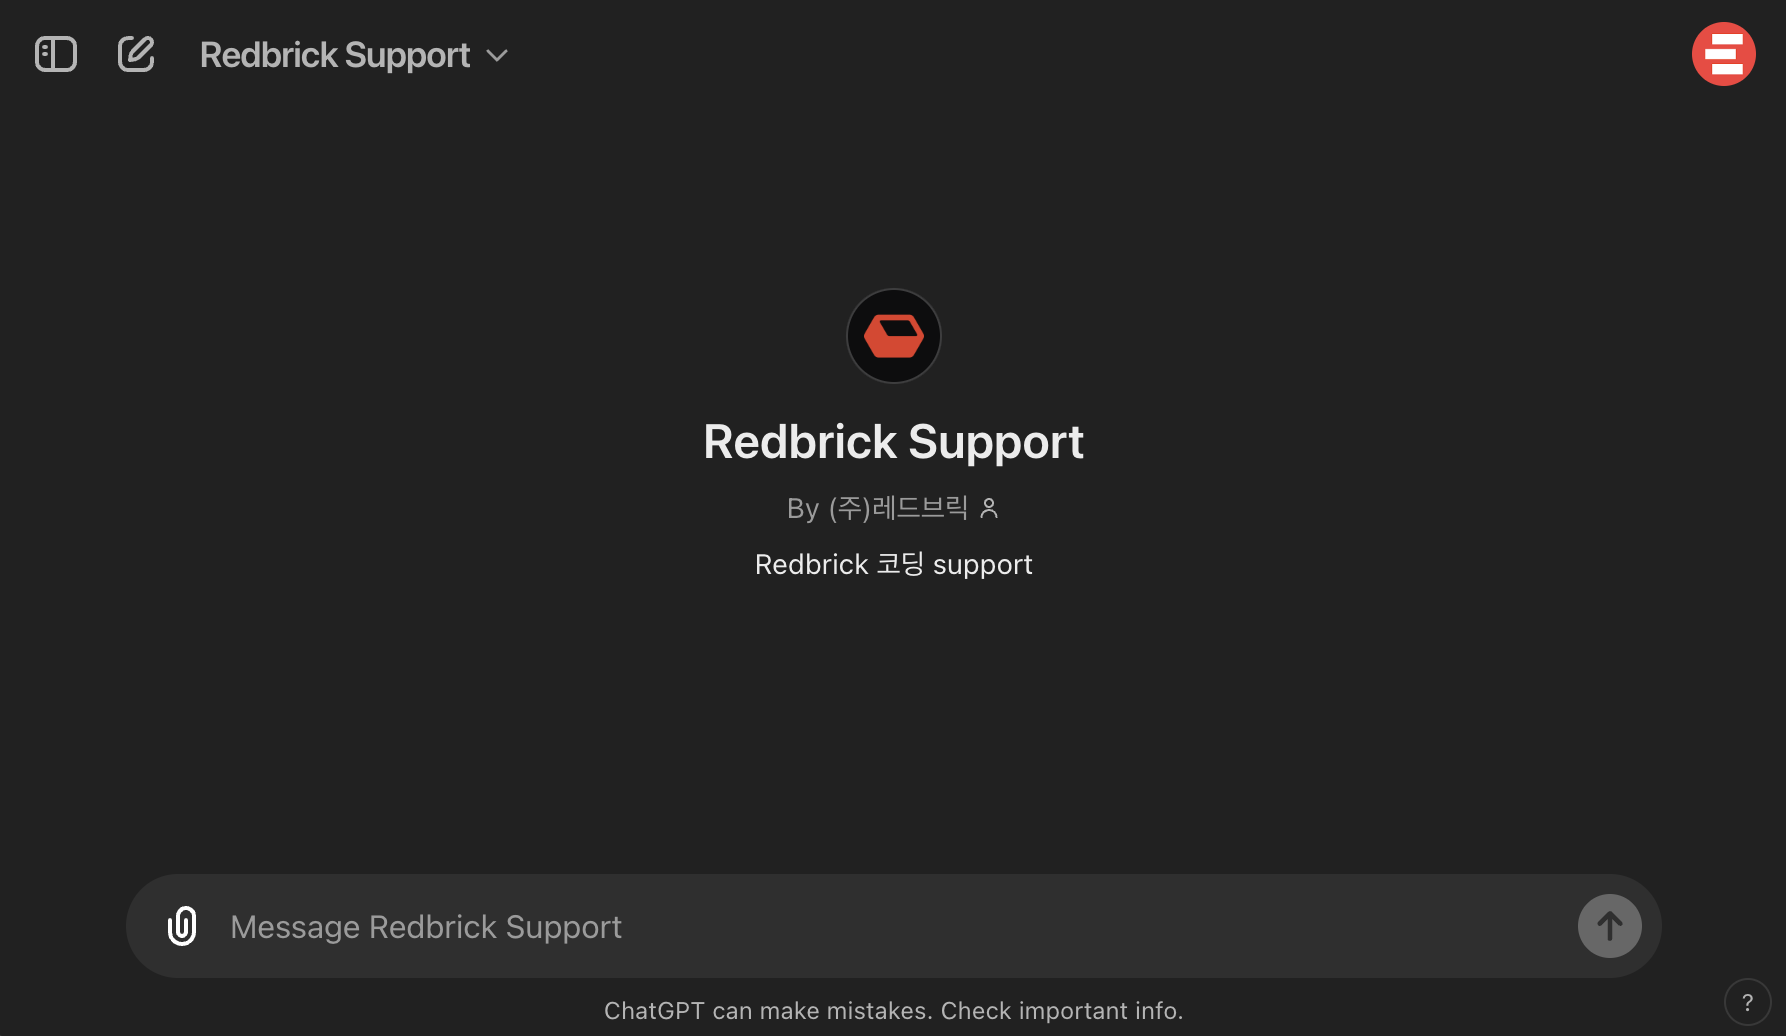 Redbrick Support
Redbrick Support
By (주)레드브릭
Redbrick 코딩 support
Message Redbrick Support
ChatGPT can make mistakes. Check important info.
?